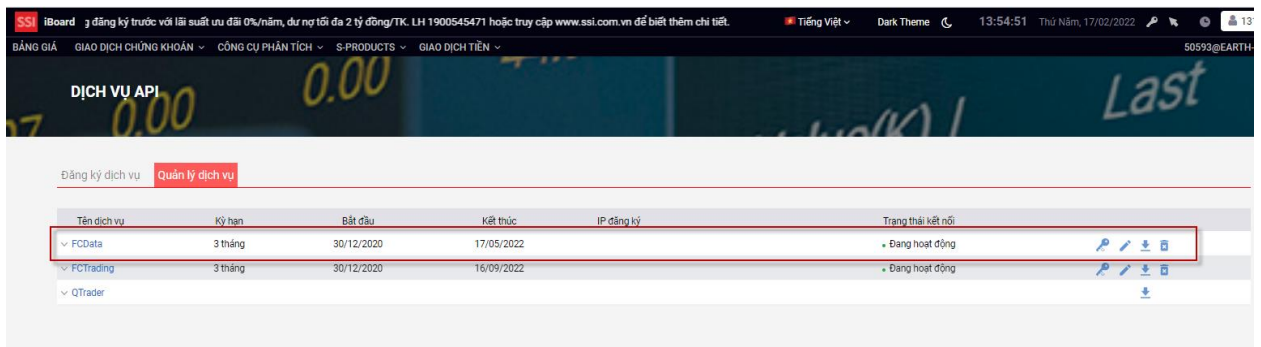 SSI iBoard đăng ký trước với lãi suất ưu đãi 0%/năm, dư nợ tối đa 2 tỷ đồng/TK. LH 1900545471 hoặc truy cập www.ssi.com.vn để biết thêm chi tiết. Tiếng Việt Dark Theme 13:54:51 Thứ Năm, 17/02/2022
BẢNG GIÁ GIAO DỊCH CHỨNG KHOÁN CÔNG CỤ PHÂN TÍCH S-PRODUCTS GIAO DỊCH TIỀN 50593@EARTH-
DỊCH VỤ API
0.00 0.00 Last
Đăng ký dịch vụ Quản lý dịch vụ
Tên dịch vụ Kỳ hạn Bắt đầu Kết thúc IP đăng ký Trạng thái kết nối
FCData 3 tháng 30/12/2020 17/05/2022 Đang hoạt động
FCTrading 3 tháng 30/12/2020 16/09/2022 Đang hoạt động
QTrader